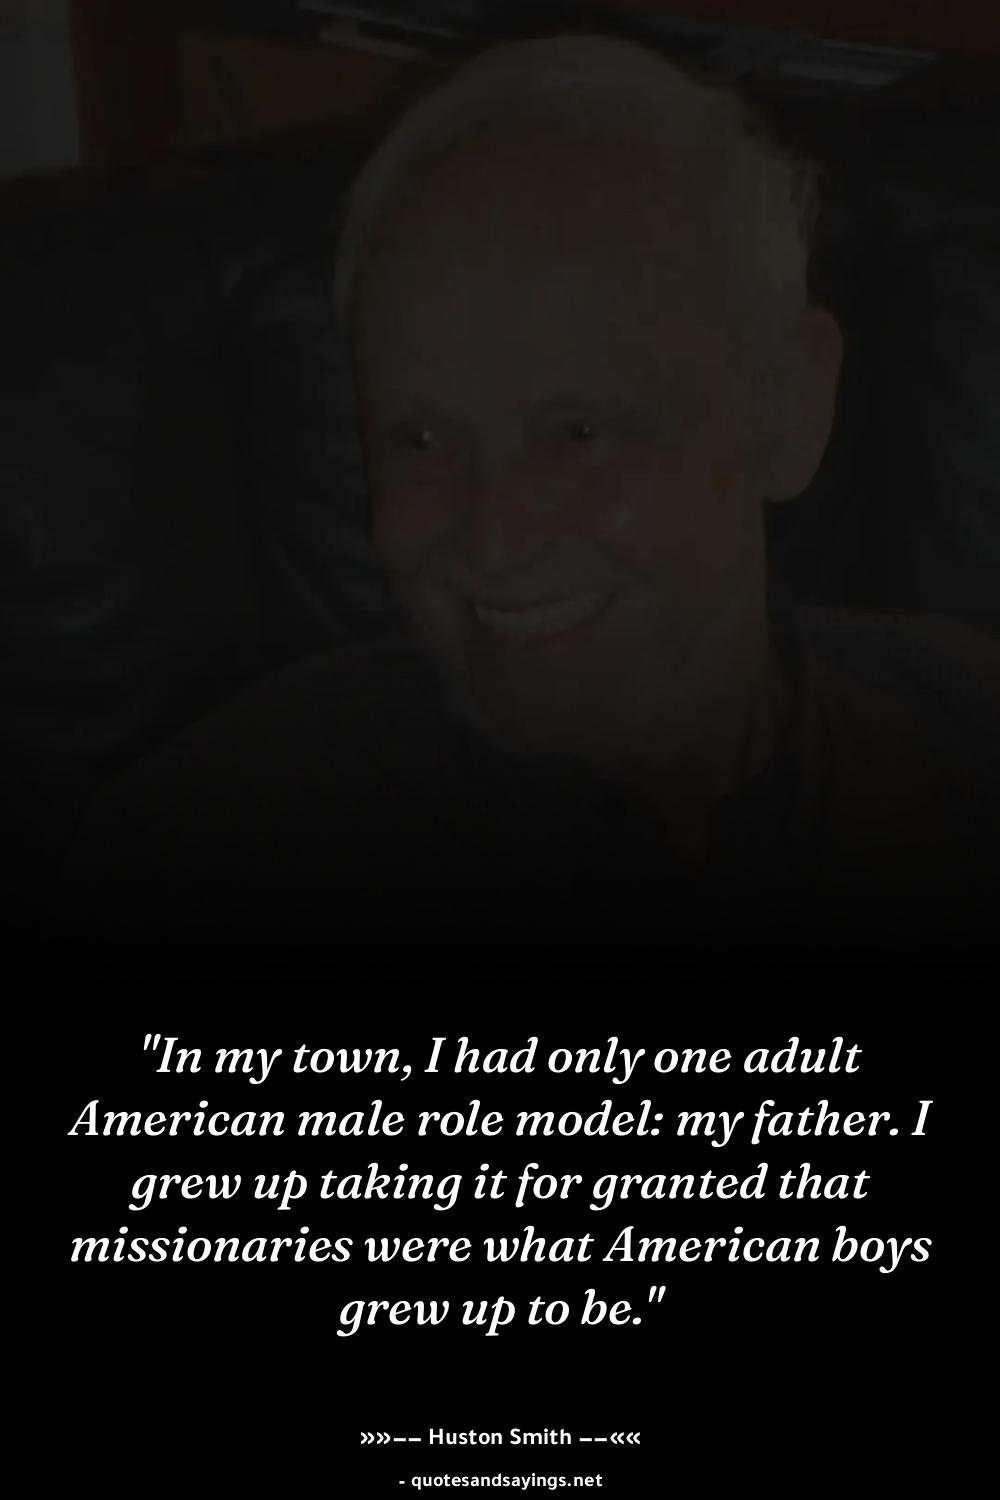 "In my town, I had only one adult
American male role model: my father. I
grew up taking it for granted that
missionaries were what American boys
grew up to be."
»»−− Huston Smith −−««
- quotesandsayings.net